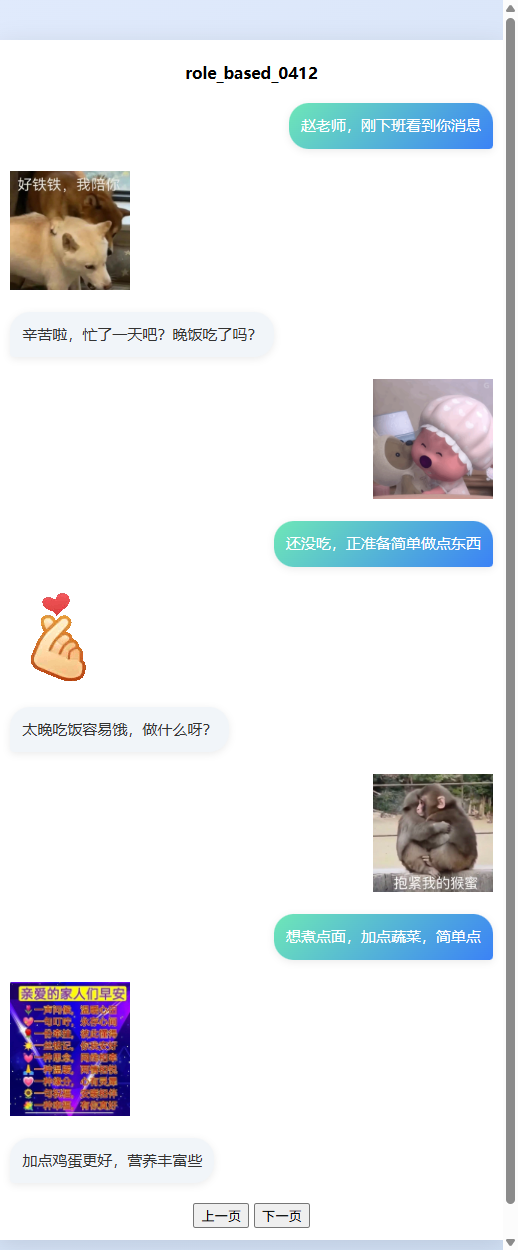 role_based_0412
赵老师，刚下班看到你消息
好铁铁，我陪你
辛苦啦，忙了一天吧？晚饭吃了吗？
还没吃，正准备简单做点东西
太晚吃饭容易饿，做什么呀？
抱紧我的猴蜜
想煮点面，加点蔬菜，简单点
亲爱的家人们早安
加点鸡蛋更好，营养丰富些
上一页
下一页